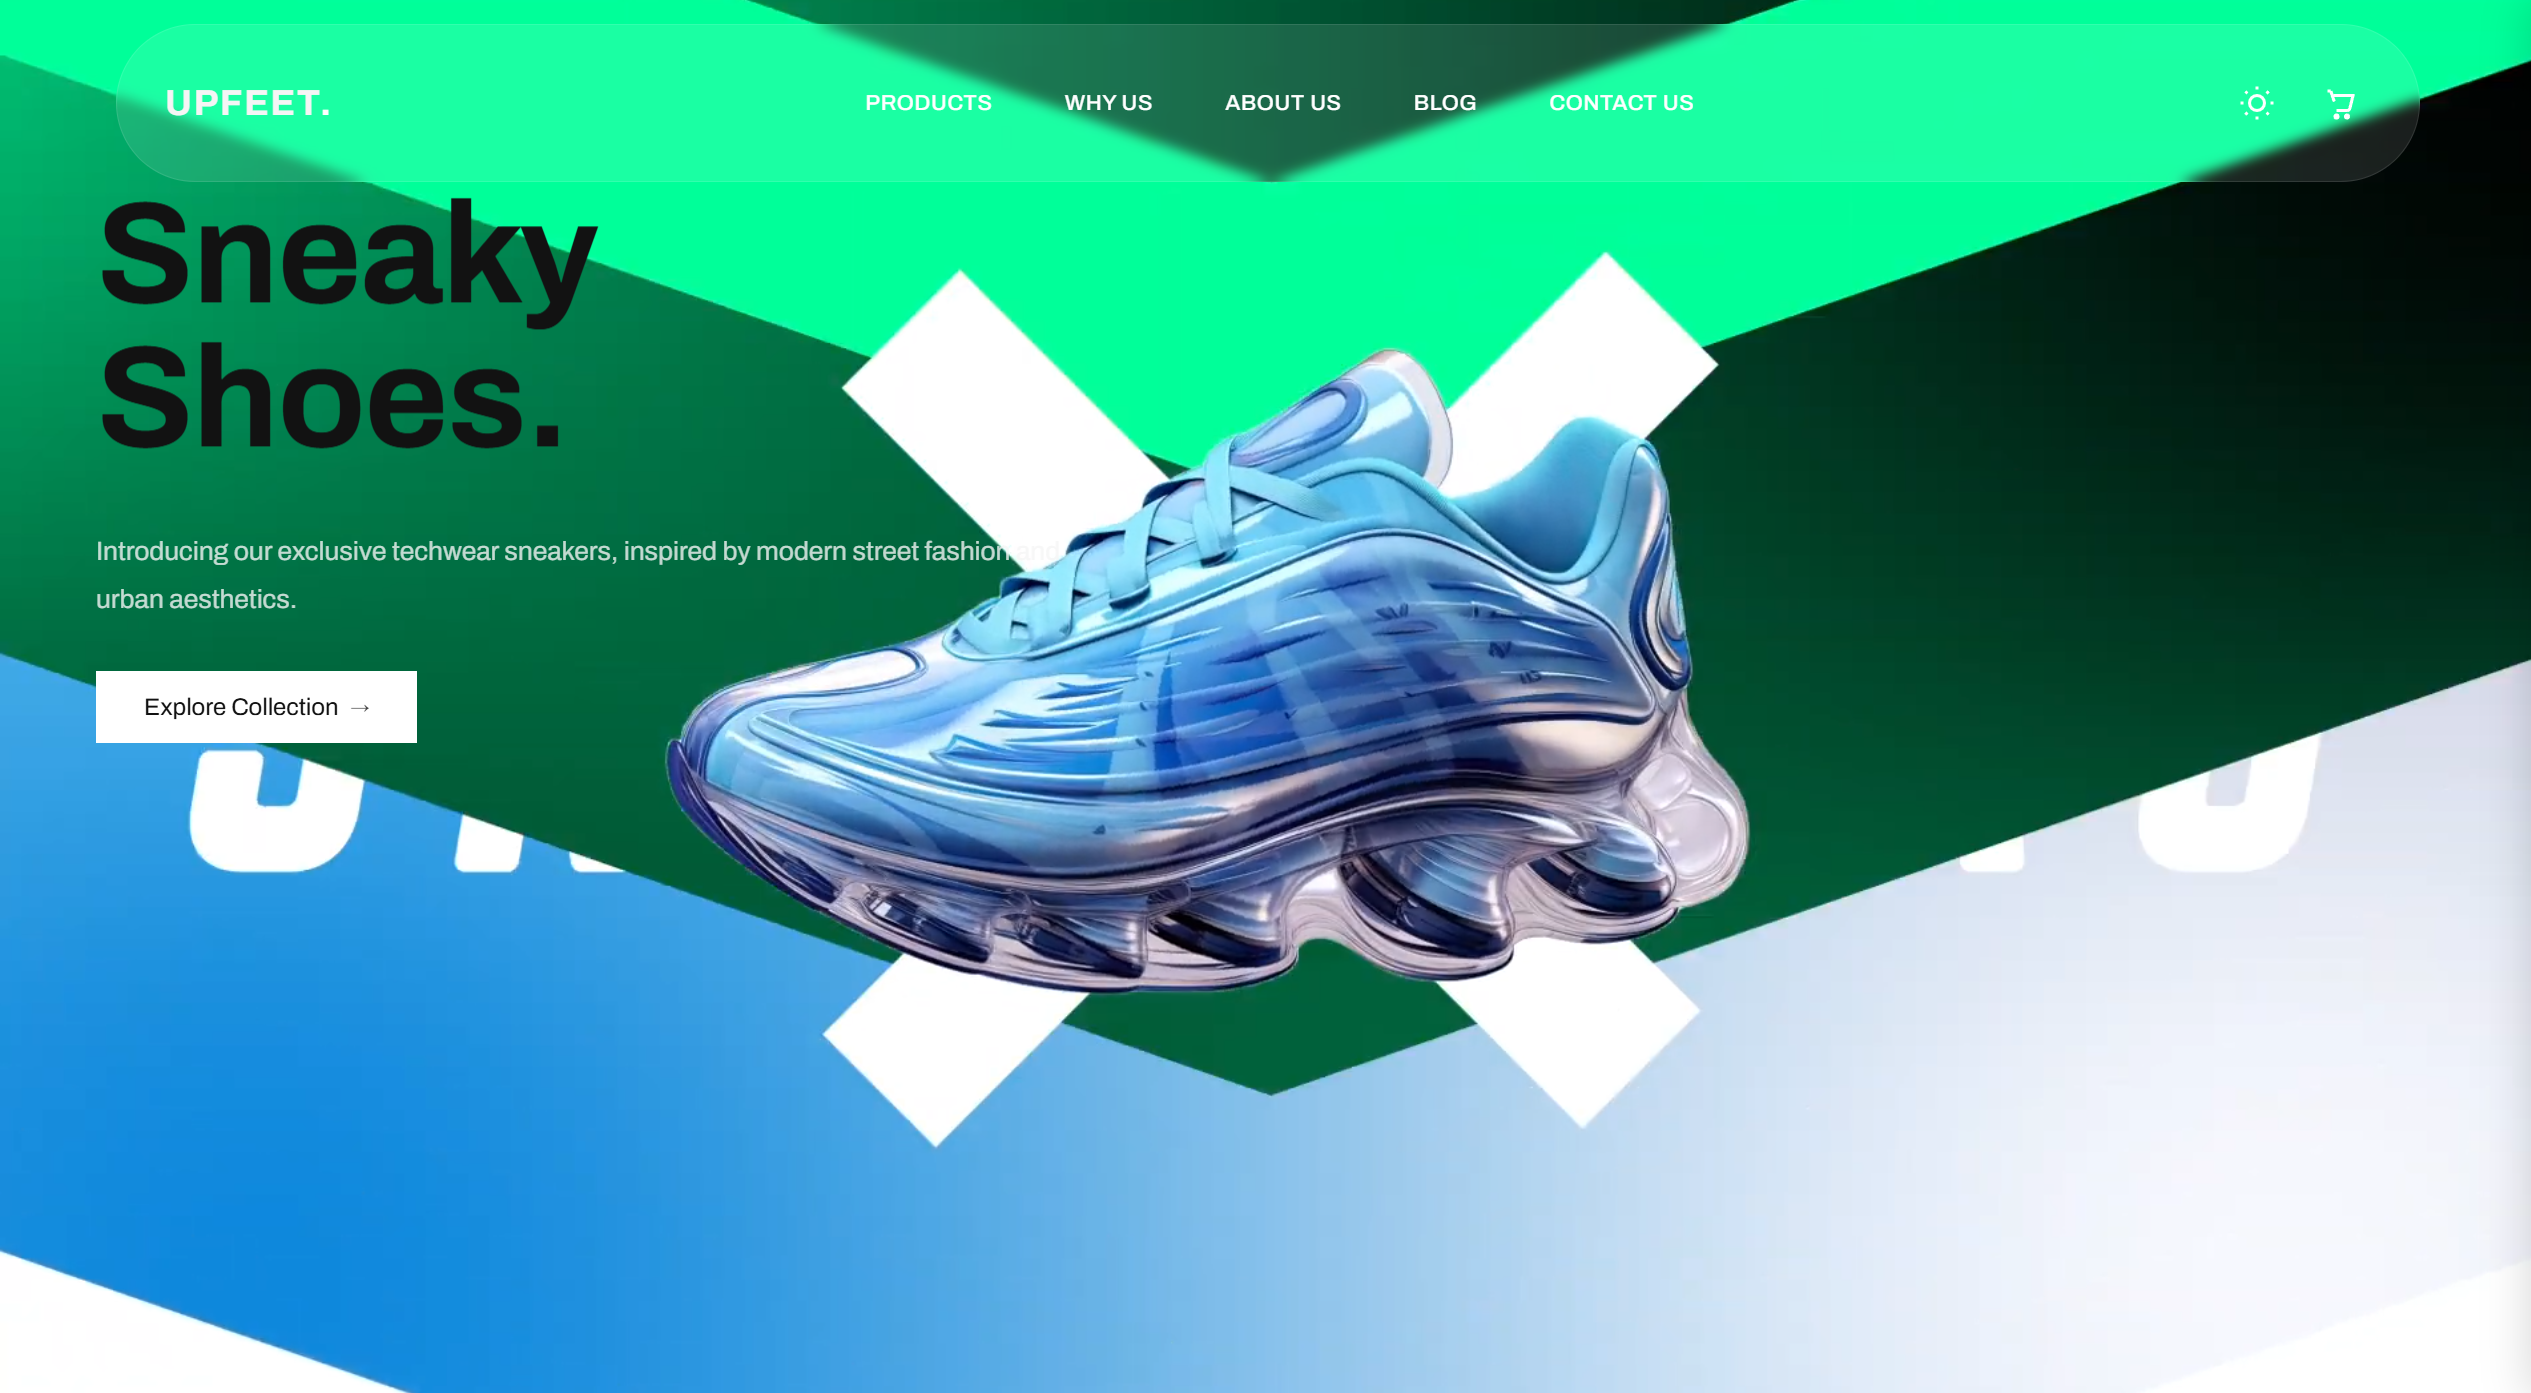 UPFEET.
PRODUCTS WHY US ABOUT US BLOG CONTACT US
Sneaky
Shoes.
Introducing our exclusive techwear sneakers, inspired by modern street fashion and
urban aesthetics.
Explore Collection →